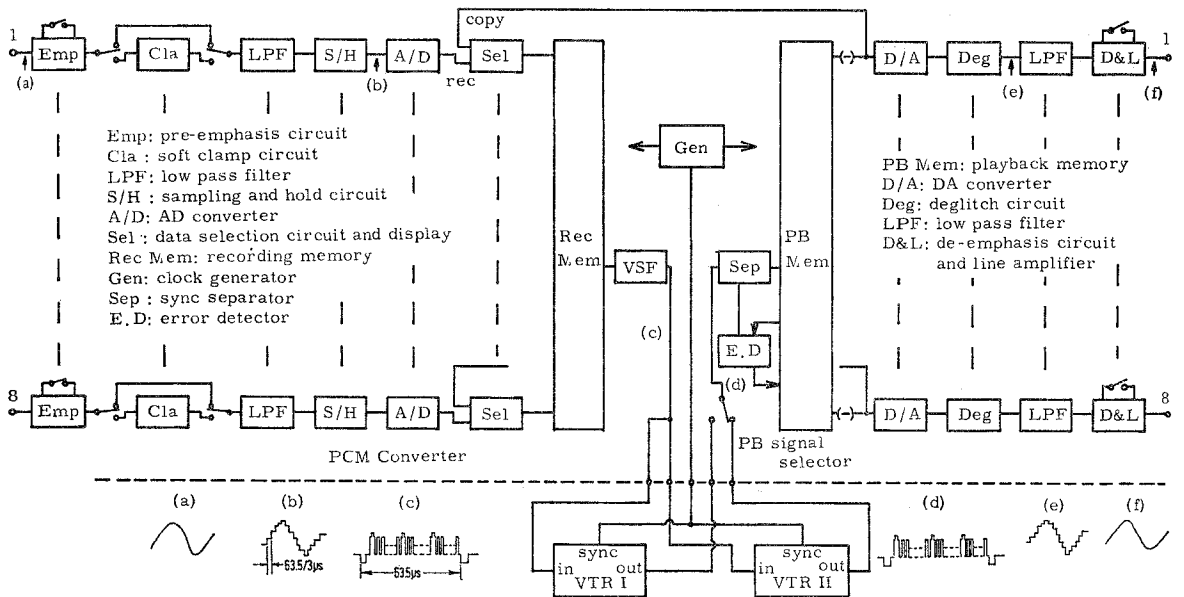 copy
1 Emp Cla LPF S/H A/D Sel D/A Deg LPF D&L 1
(a) (b) rec (e) (f)
Emp: pre-emphasis circuit
Cla : soft clamp circuit
LPF: low pass filter
S/H : sampling and hold circuit
A/D: AD converter
Sel : data selection circuit and display
Rec Mem: recording memory
Gen: clock generator
Sep : sync separator
E.D: error detector
Gen
PB Mem: playback memory
D/A: DA converter
Deg: deglitch circuit
LPF: low pass filter
D&L: de-emphasis circuit
and line amplifier
Rec
Mem
VSF
Sep
PB
Mem
(c)
E.D
(d)
8 Emp Cla LPF S/H A/D Sel D/A Deg LPF D&L 8
PCM Converter
PB signal
selector
(a) (b) (c) (d) (e) (f)
63.5/3μs
63.5μs
sync
in out
VTR I
sync
in out
VTR II